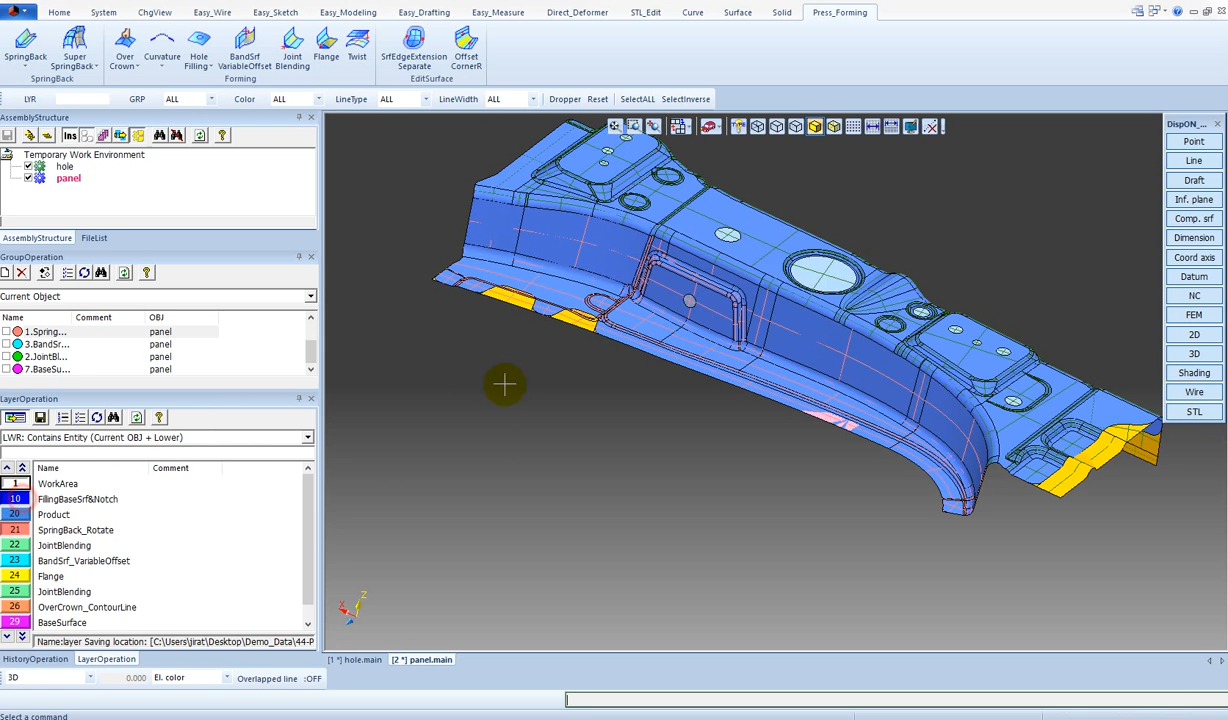 Home System ChgView Easy_Wire Easy_Sketch Easy_Modeling Easy_Drafting Easy_Measure Direct_Deformer STL_Edit Curve Surface Solid Press_Forming
SpringBack Super SpringBack Over Crown Curvature Hole Filling BandSrf VariableOffset Joint Blending Flange Twist SrfEdgeExtension Separate Offset CornerR
SpringBack Forming EditSurface
LYR GRP ALL Color ALL LineType ALL LineWidth ALL Dropper Reset SelectALL SelectInverse
AssemblyStructure
Ins
Temporary Work Environment
hole
panel
AssemblyStructure FileList
GroupOperation
Current Object
Name Comment OBJ
1.Spring... panel
3.BandSr... panel
2.JointBl... panel
7.BaseSu... panel
LayerOperation
LWR: Contains Entity (Current OBJ + Lower)
Name Comment
1 WorkArea
10 FillingBaseSrf&Notch
20 Product
21 SpringBack_Rotate
22 JointBlending
23 BandSrf_VariableOffset
24 Flange
25 JointBlending
26 OverCrown_ContourLine
29 BaseSurface
Name:layer Saving location: [C:\Users\jirat\Desktop\Demo_Data\44-P
HistoryOperation LayerOperation
3D 0.000 El. color Overlapped line :OFF
Select a command
X Z
[1 *] hole.main [2 *] panel.main
DispON_
Point
Line
Draft
Inf. plane
Comp. srf
Dimension
Coord axis
Datum
NC
FEM
2D
3D
Shading
Wire
STL